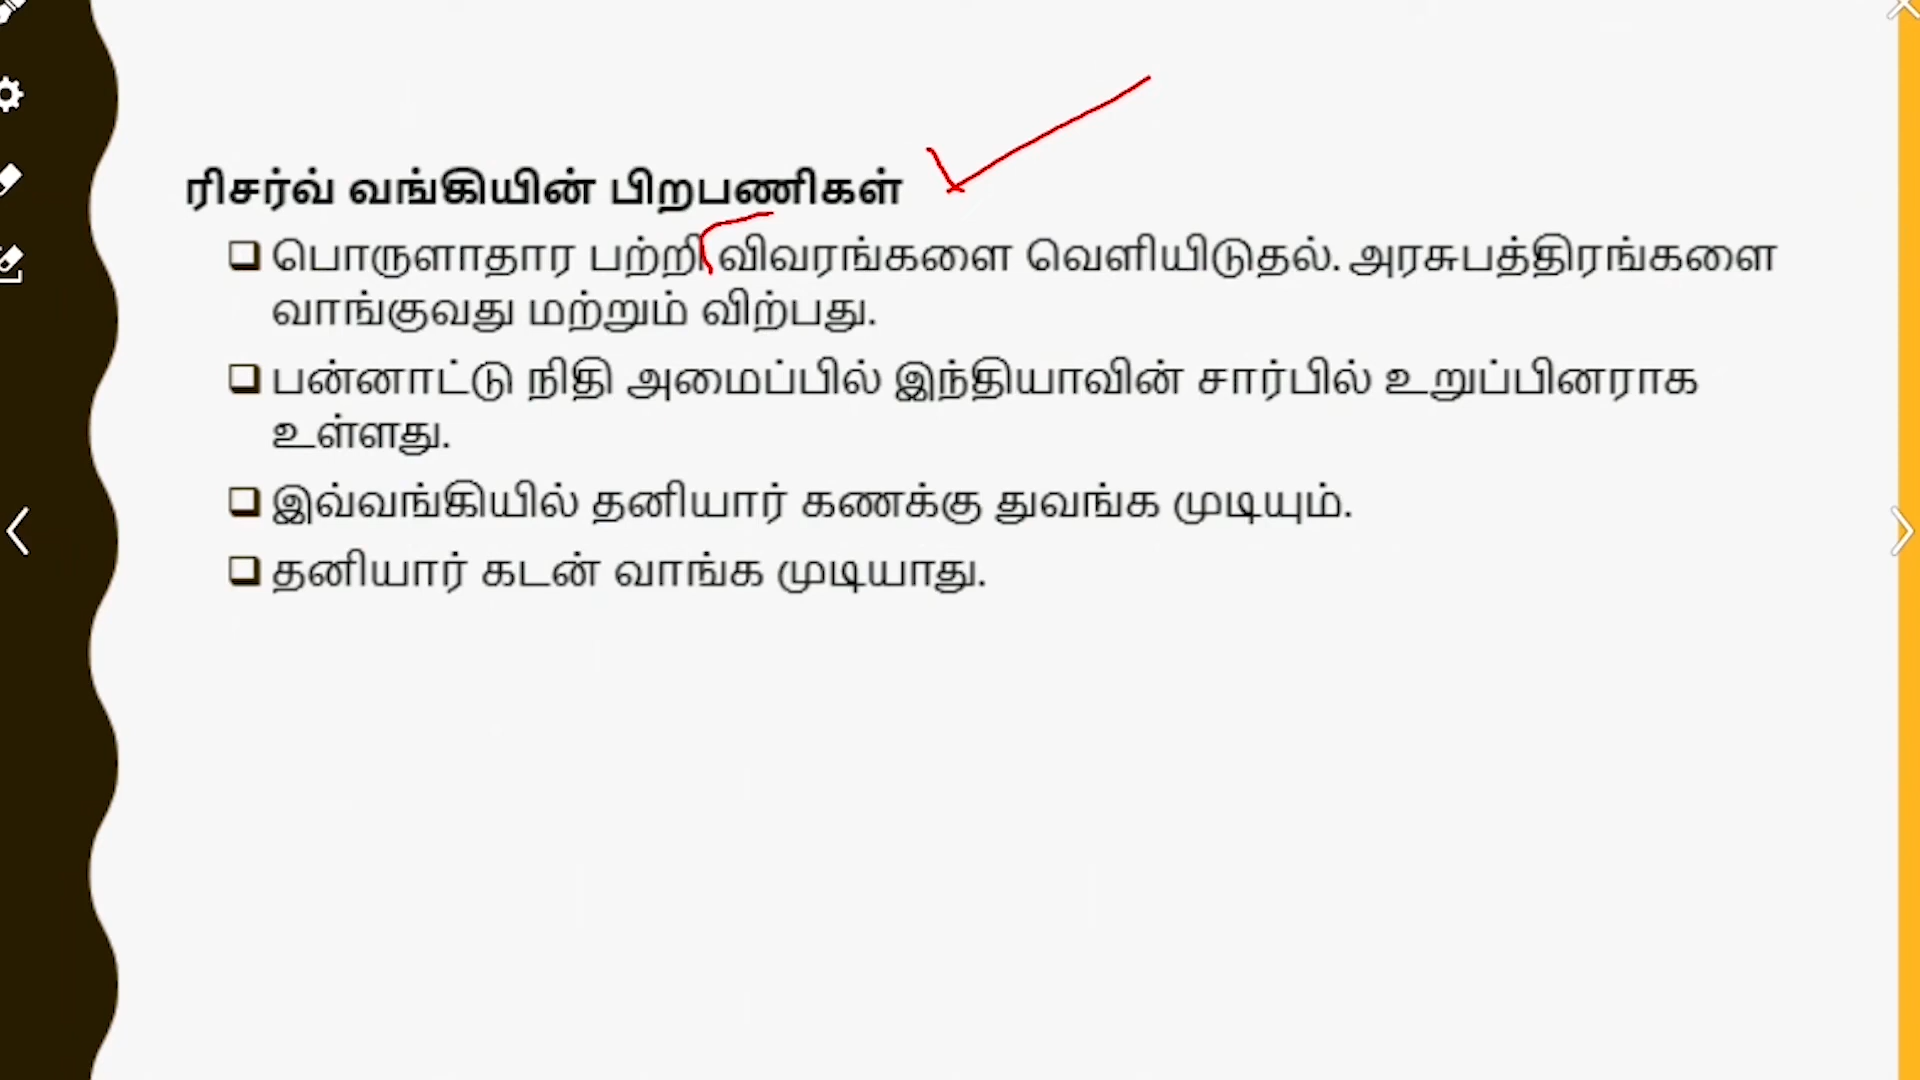 ரிசர்வ் வங்கியின் பிறபணிகள்
பொருளாதார பற்றி விவரங்களை வெளியிடுதல். அரசுபத்திரங்களை
வாங்குவது மற்றும் விற்பது.
பன்னாட்டு நிதி அமைப்பில் இந்தியாவின் சார்பில் உறுப்பினராக
உள்ளது.
இவ்வங்கியில் தனியார் கணக்கு துவங்க முடியும்.
தனியார் கடன் வாங்க முடியாது.